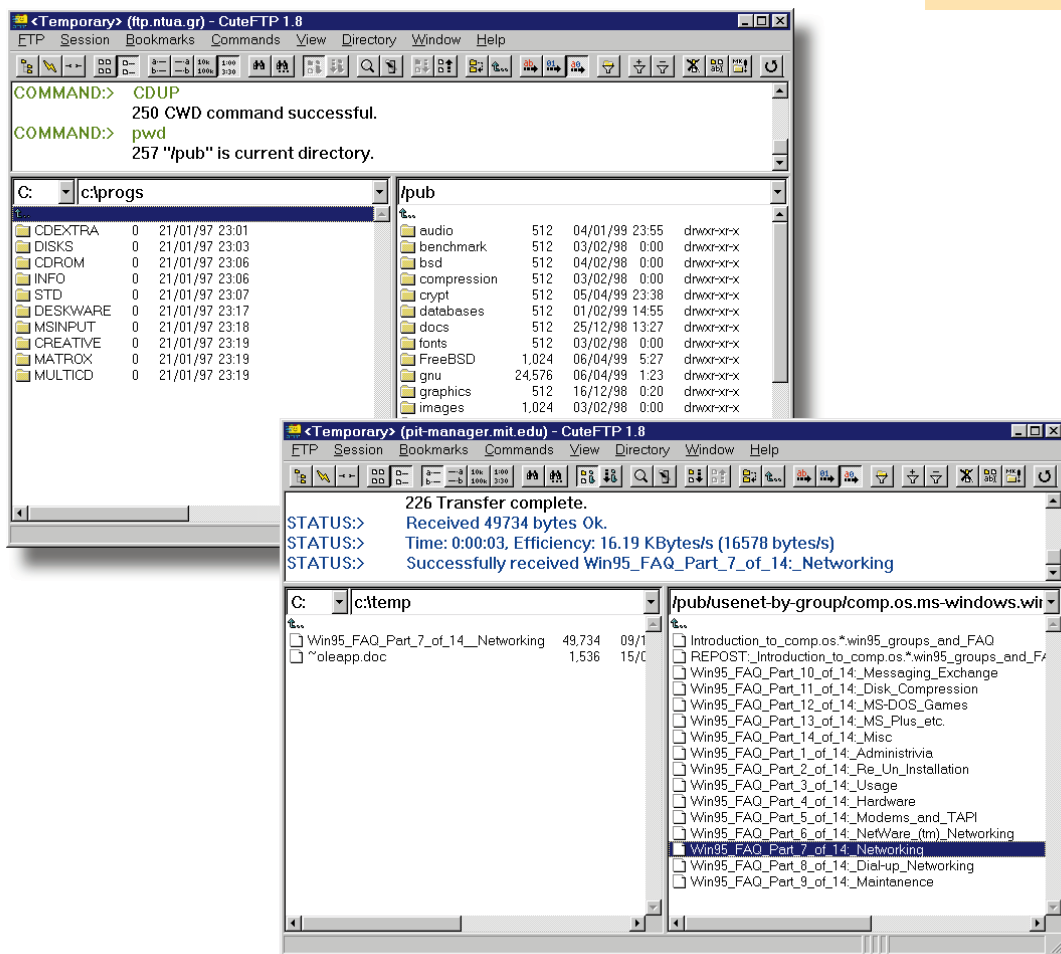 <Temporary> (ftp.ntua.gr) - CuteFTP 1.8
FTP Session Bookmarks Commands View Directory Window Help
COMMAND:> CDUP
250 CWD command successful.
COMMAND:> pwd
257 "/pub" is current directory.
C: c:\progs
CDEXTRA 0 21/01/97 23:01
DISKS 0 21/01/97 23:03
CDROM 0 21/01/97 23:06
INFO 0 21/01/97 23:06
STD 0 21/01/97 23:07
DESKWARE 0 21/01/97 23:17
MSINPUT 0 21/01/97 23:18
CREATIVE 0 21/01/97 23:19
MATROX 0 21/01/97 23:19
MULTICD 0 21/01/97 23:19
/pub
audio 512 04/01/99 23:55 drwxr-xr-x
benchmark 512 03/02/98 0:00 drwxr-xr-x
bsd 512 04/02/98 0:00 drwxr-xr-x
compression 512 03/02/98 0:00 drwxr-xr-x
crypt 512 05/04/99 23:38 drwxr-xr-x
databases 512 01/02/99 14:55 drwxr-xr-x
docs 512 25/12/98 13:27 drwxr-xr-x
fonts 512 03/02/98 0:00 drwxr-xr-x
FreeBSD 1,024 06/04/99 5:27 drwxr-xr-x
gnu 24,576 06/04/99 1:23 drwxr-xr-x
graphics 512 16/12/98 0:20 drwxr-xr-x
images 1,024 03/02/98 0:00 drwxr-xr-x
<Temporary> (pit-manager.mit.edu) - CuteFTP 1.8
FTP Session Bookmarks Commands View Directory Window Help
226 Transfer complete.
STATUS:> Received 49734 bytes Ok.
STATUS:> Time: 0:00:03, Efficiency: 16.19 KBytes/s (16578 bytes/s)
STATUS:> Successfully received Win95_FAQ_Part_7_of_14:_Networking
C: c:\temp
Win95_FAQ_Part_7_of_14__Networking 49,734 09/1
~oleapp.doc 1,536 15/0
/pub/usenet-by-group/comp.os.ms-windows.wir
Introduction_to_comp.os.*.win95_groups_and_FAQ
REPOST:_Introduction_to_comp.os.*.win95_groups_and_FA
Win95_FAQ_Part_10_of_14:_Messaging_Exchange
Win95_FAQ_Part_11_of_14:_Disk_Compression
Win95_FAQ_Part_12_of_14:_MS-DOS_Games
Win95_FAQ_Part_13_of_14:_MS_Plus_etc.
Win95_FAQ_Part_14_of_14:_Misc
Win95_FAQ_Part_1_of_14:_Administrivia
Win95_FAQ_Part_2_of_14:_Re_Un_Installation
Win95_FAQ_Part_3_of_14:_Usage
Win95_FAQ_Part_4_of_14:_Hardware
Win95_FAQ_Part_5_of_14:_Modems_and_TAPI
Win95_FAQ_Part_6_of_14:_NetWare_(tm)_Networking
Win95_FAQ_Part_7_of_14:_Networking
Win95_FAQ_Part_8_of_14:_Dial-up_Networking
Win95_FAQ_Part_9_of_14:_Maintanence